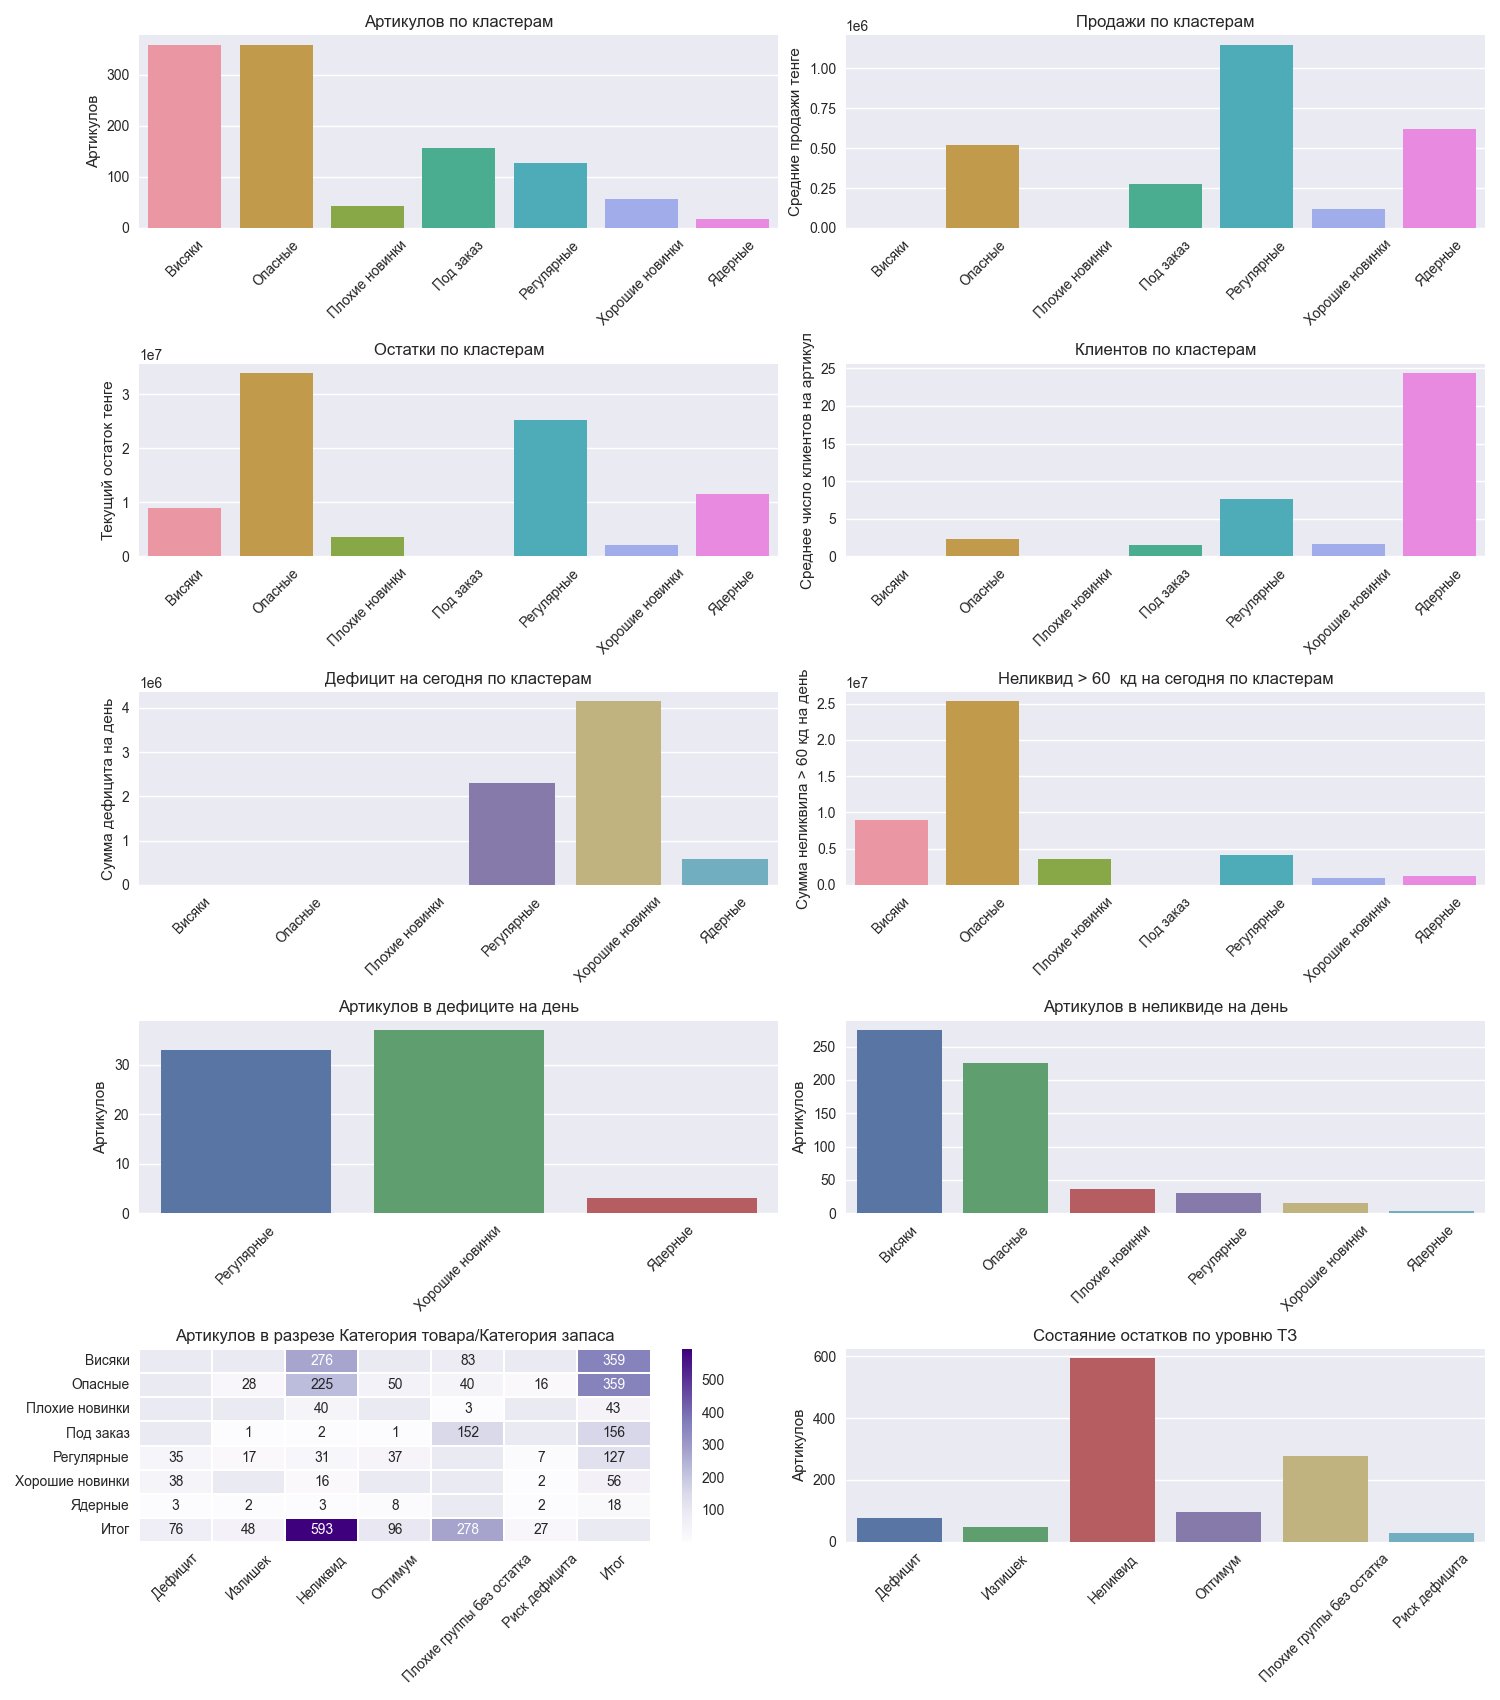 Артикулов по кластерам
Артикулов
300
200
100
0
Висяки
Опасные
Плохие новинки
Под заказ
Регулярные
Хорошие новинки
Ядерные
Продажи по кластерам
1e6
Средние продажи тенге
1.00
0.75
0.50
0.25
0.00
Висяки
Опасные
Плохие новинки
Под заказ
Регулярные
Хорошие новинки
Ядерные
Остатки по кластерам
1e7
Текущий остаток тенге
3
2
1
0
Висяки
Опасные
Плохие новинки
Под заказ
Регулярные
Хорошие новинки
Ядерные
Клиентов по кластерам
Среднее число клиентов на артикул
25
20
15
10
5
0
Висяки
Опасные
Плохие новинки
Под заказ
Регулярные
Хорошие новинки
Ядерные
Дефицит на сегодня по кластерам
1e6
Сумма дефицита на день
4
3
2
1
0
Висяки
Опасные
Плохие новинки
Регулярные
Хорошие новинки
Ядерные
Неликвид > 60  кд на сегодня по кластерам
1e7
Сумма неликвила > 60 кд на день
2.5
2.0
1.5
1.0
0.5
0.0
Висяки
Опасные
Плохие новинки
Под заказ
Регулярные
Хорошие новинки
Ядерные
Артикулов в дефиците на день
Артикулов
30
20
10
0
Регулярные
Хорошие новинки
Ядерные
Артикулов в неликвиде на день
Артикулов
250
200
150
100
50
0
Висяки
Опасные
Плохие новинки
Регулярные
Хорошие новинки
Ядерные
Артикулов в разрезе Категория товара/Категория запаса
Висяки 276 83 359
Опасные 28 225 50 40 16 359
Плохие новинки 40 3 43
Под заказ 1 2 1 152 156
Регулярные 35 17 31 37 7 127
Хорошие новинки 38 16 2 56
Ядерные 3 2 3 8 2 18
Итог 76 48 593 96 278 27
Дефицит
Излишек
Неликвид
Оптимум
Плохие группы без остатка
Риск дефицита
Итог
500
400
300
200
100
Состаяние остатков по уровню ТЗ
Артикулов
600
400
200
0
Дефицит
Излишек
Неликвид
Оптимум
Плохие группы без остатка
Риск дефицита